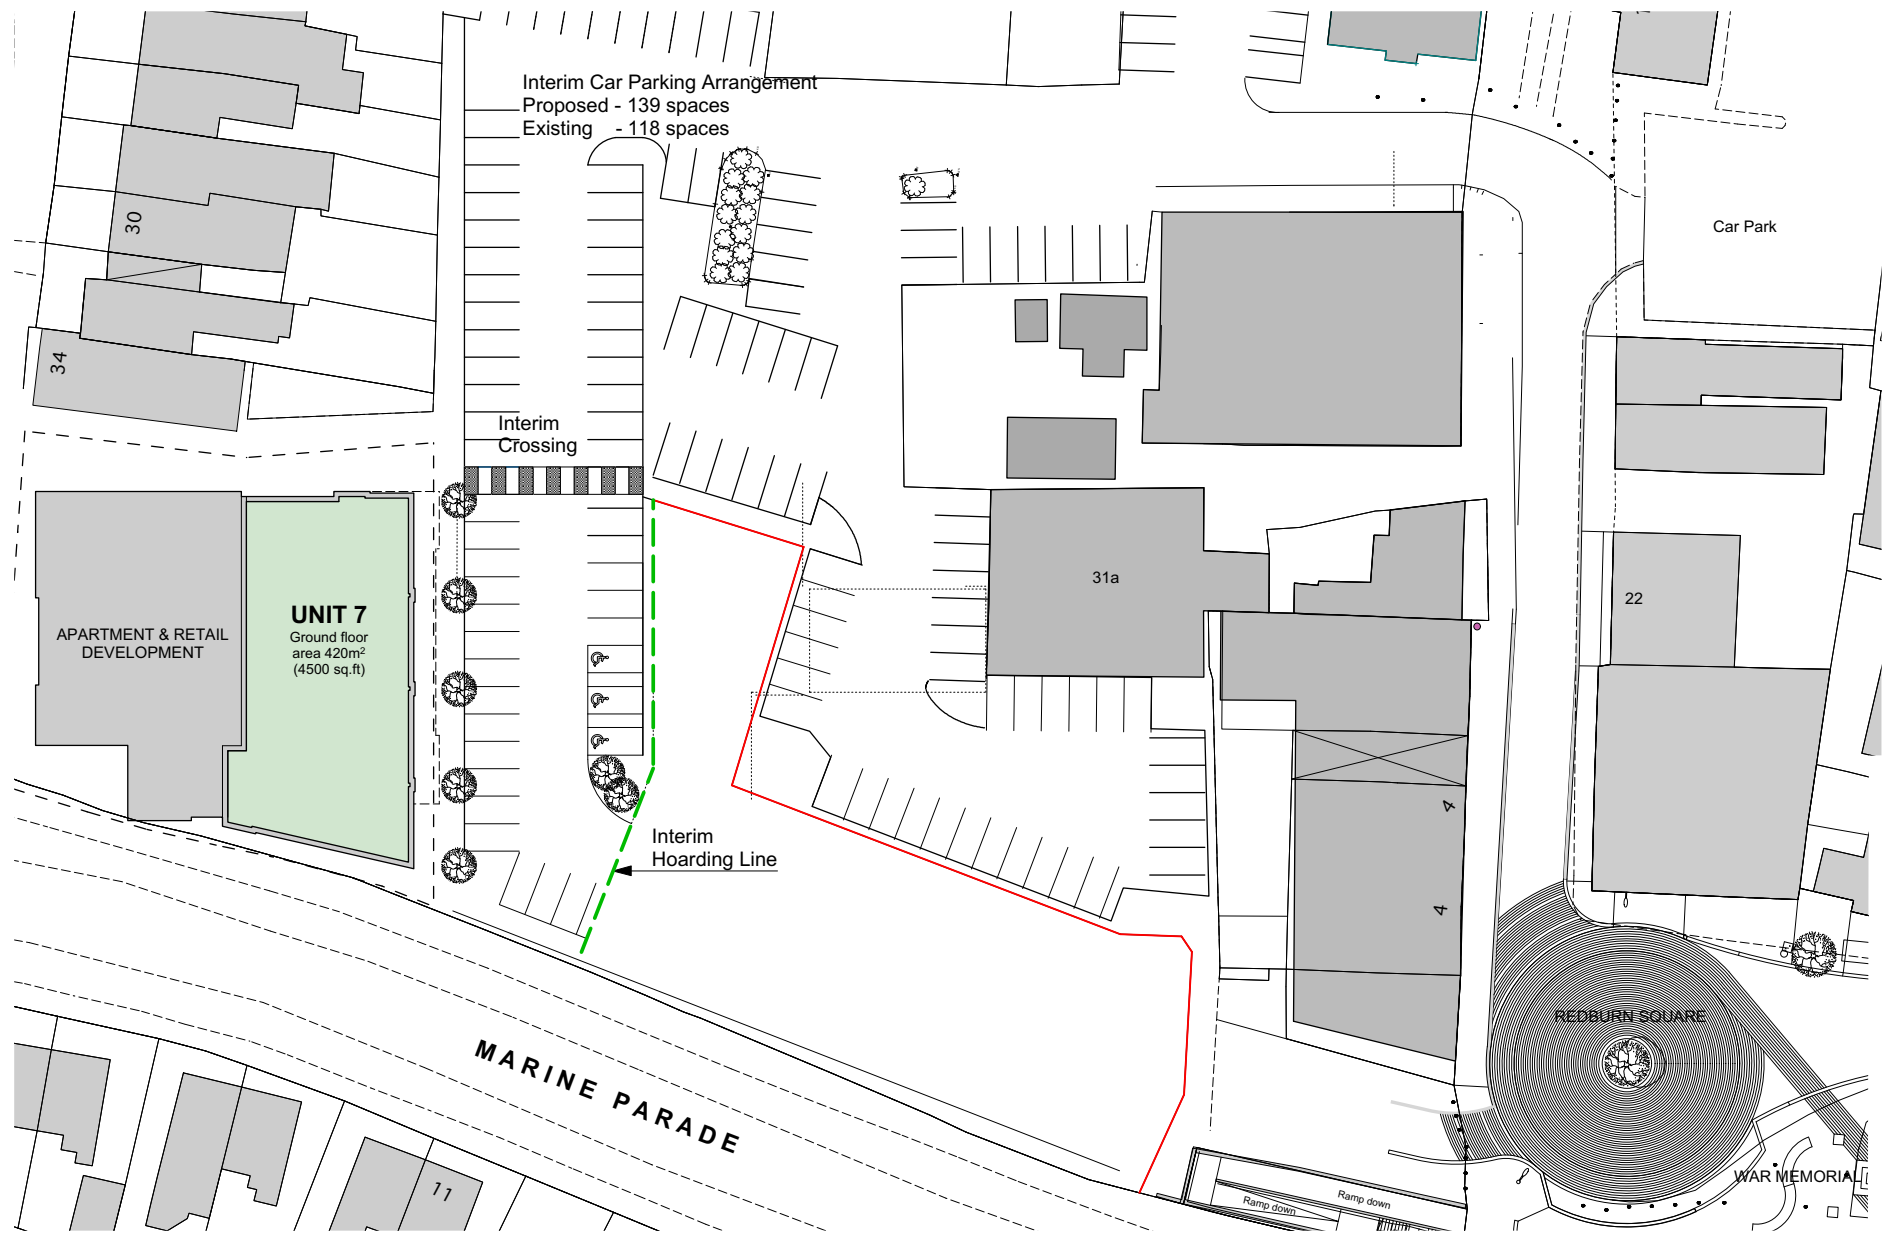 Interim Car Parking Arrangement
Proposed - 139 spaces
Existing - 118 spaces
30
Car Park
34
Interim
Crossing
31a
22
UNIT 7
Ground floor
area 420m²
(4500 sq.ft)
APARTMENT & RETAIL
DEVELOPMENT
4
Interim
Hoarding Line
4
REDBURN SQUARE
MARINE PARADE
WAR MEMORIAL
11
Ramp down
Ramp down